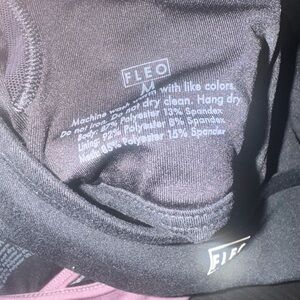 FLEO
M
Machine wash warm with like colors.
Do not iron. Do not dry clean. Hang dry
Body: 87% Polyester 13% Spandex
Lining: 92% Polyester 8% Spandex
Mesh: 85% Polyester 15% Spandex
FLEO